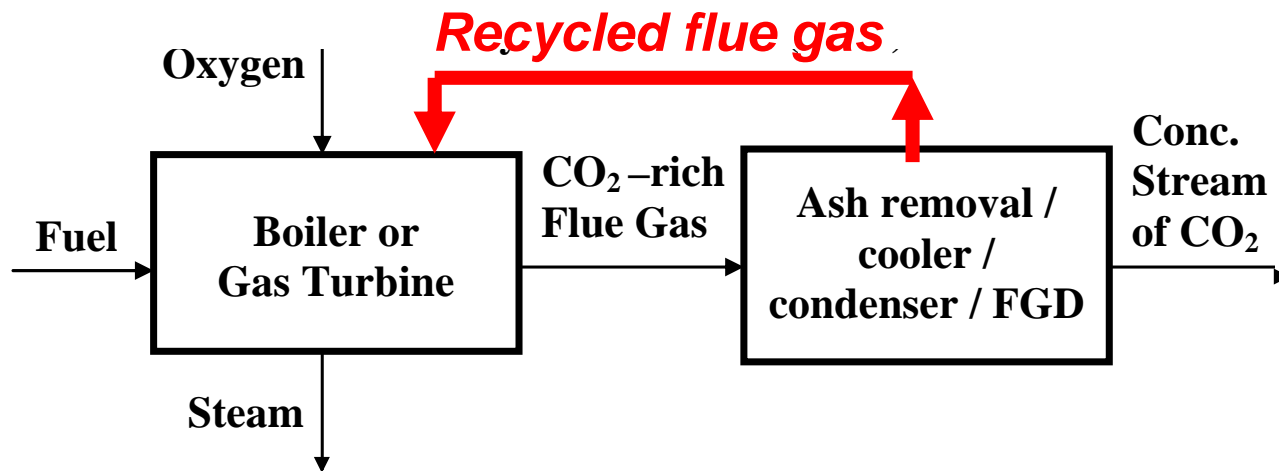 Recycled flue gas
Oxygen
Conc.
Stream
of CO₂
CO₂ –rich
Flue Gas
Fuel
Boiler or
Gas Turbine
Ash removal /
cooler /
condenser / FGD
Steam